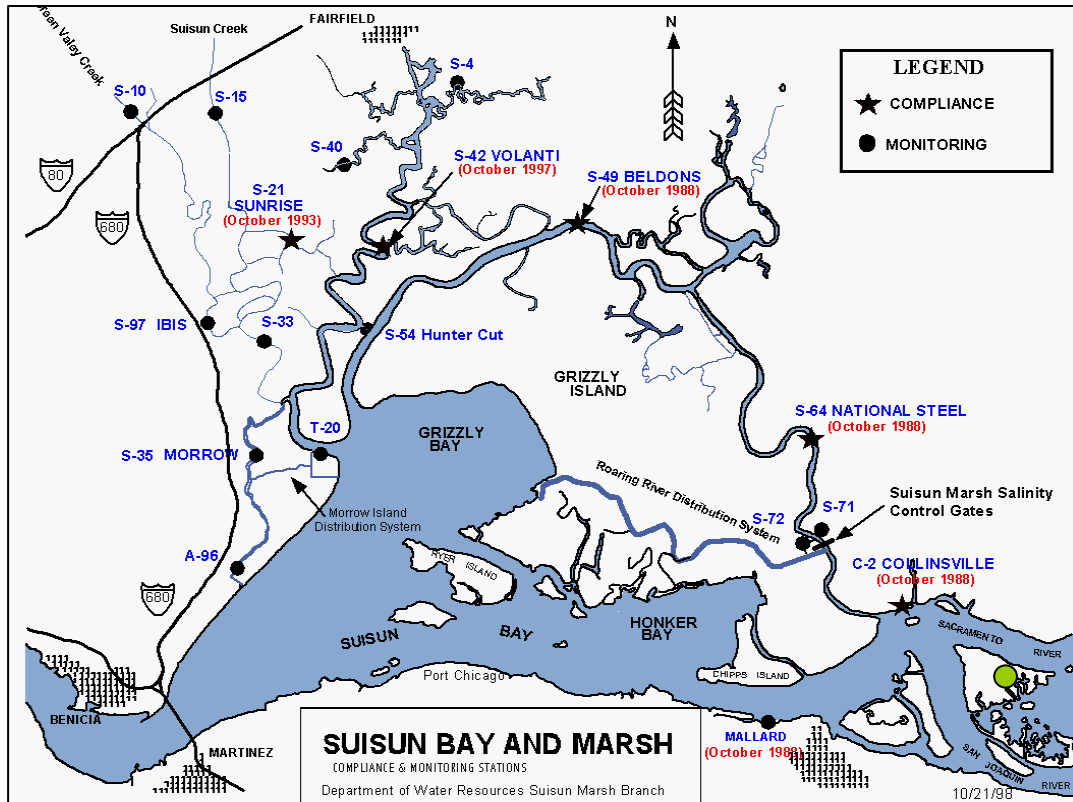 Green Valey Creek
Suisun Creek
FAIRFIELD
N
S-10
S-15
S-4
S-40
80
680
S-42 VOLANTI
(October 1997)
S-49 BELDONS
(October 1988)
S-21
SUNRISE
(October 1993)
LEGEND
COMPLIANCE
MONITORING
S-97 IBIS
S-33
S-54 Hunter Cut
GRIZZLY
ISLAND
S-64 NATIONAL STEEL
(October 1988)
T-20
GRIZZLY
BAY
S-35 MORROW
Morrow Island
Distribution System
Roaring River Distribution System
S-72
S-71
Suisun Marsh Salinity
Control Gates
A-96
680
RYER ISLAND
C-2 COLLINSVILLE
(October 1988)
SUISUN
BAY
HONKER
BAY
SACRAMENTO
RIVER
CHIPPS ISLAND
Port Chicago
BENICIA
MARTINEZ
MALLARD
(October 1988)
SAN JOAQUIN
RIVER
SUISUN BAY AND MARSH
COMPLIANCE & MONITORING STATIONS
Department of Water Resources Suisun Marsh Branch
10/21/98